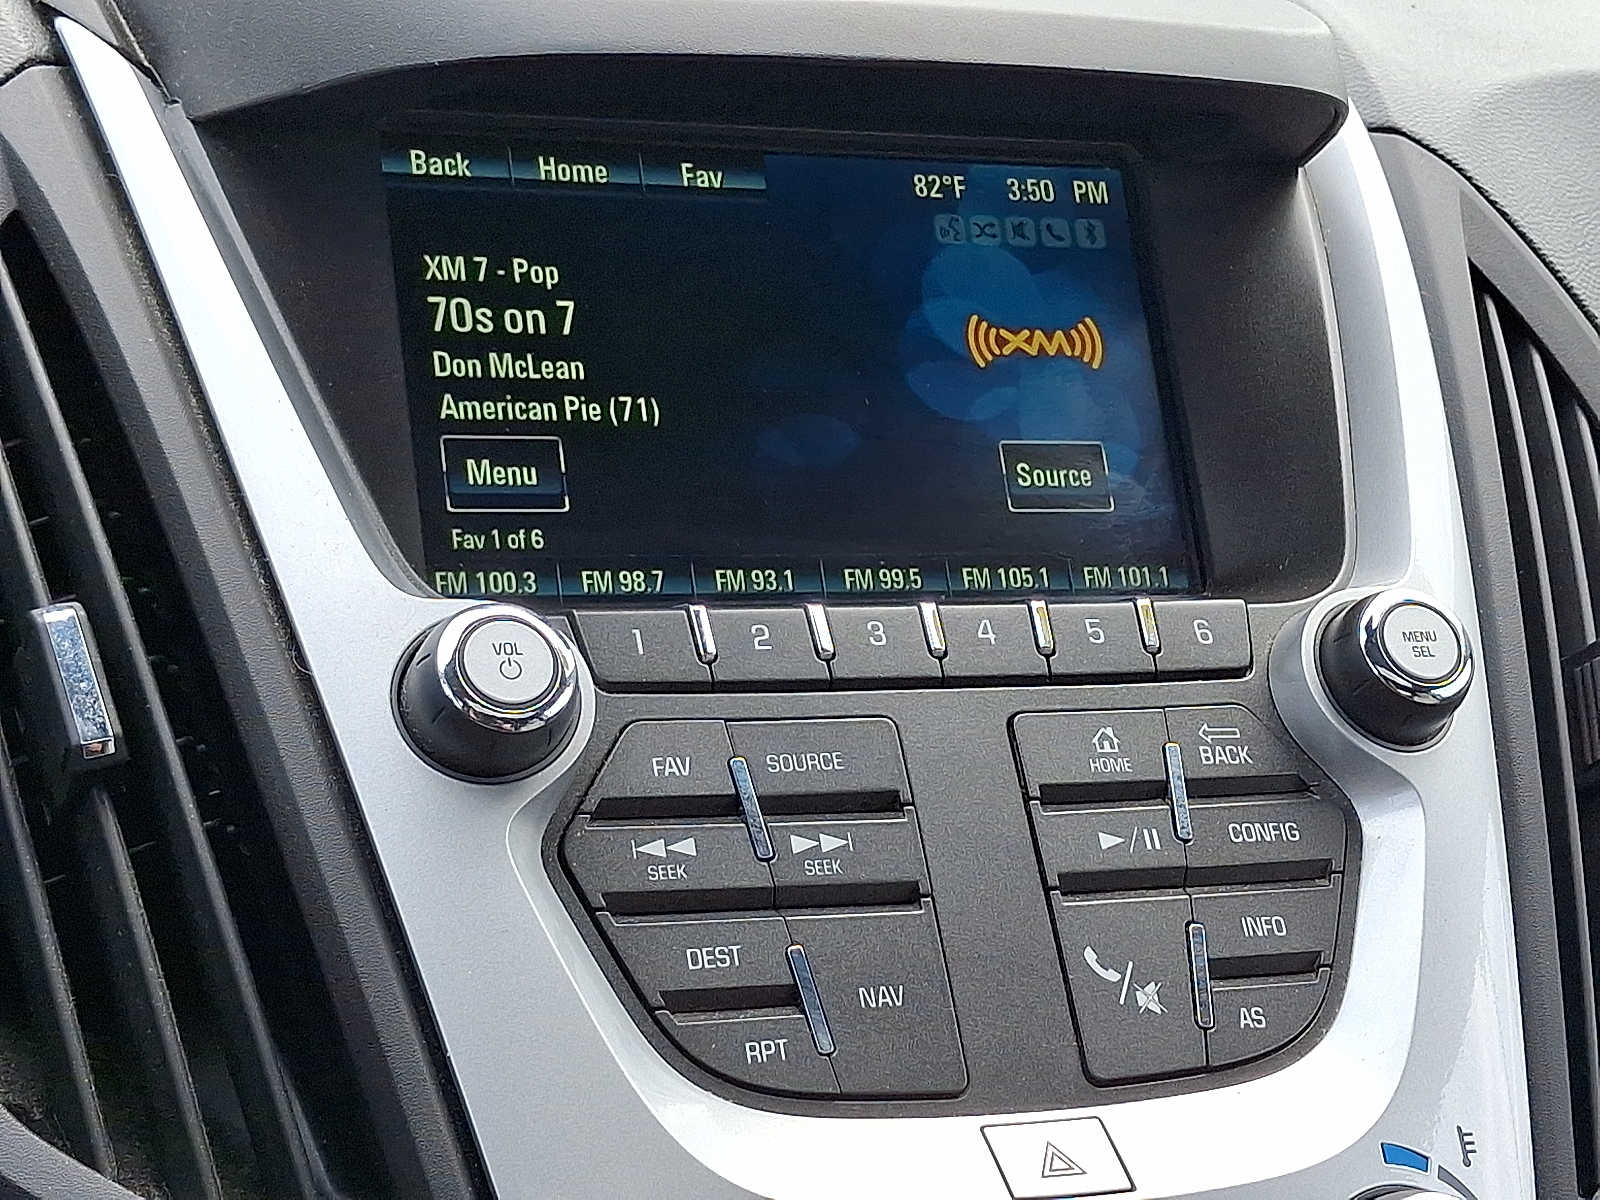 Back Home Fav
82°F 3:50 PM
XM 7 - Pop
70s on 7
Don McLean
American Pie (71)
XM
Menu
Source
Fav 1 of 6
FM 100.3 FM 98.7 FM 93.1 FM 99.5 FM 105.1 FM 101.1
VOL
1 2 3 4 5 6
MENU
SEL
FAV SOURCE
SEEK SEEK
DEST
NAV
RPT
HOME BACK
CONFIG
INFO
AS